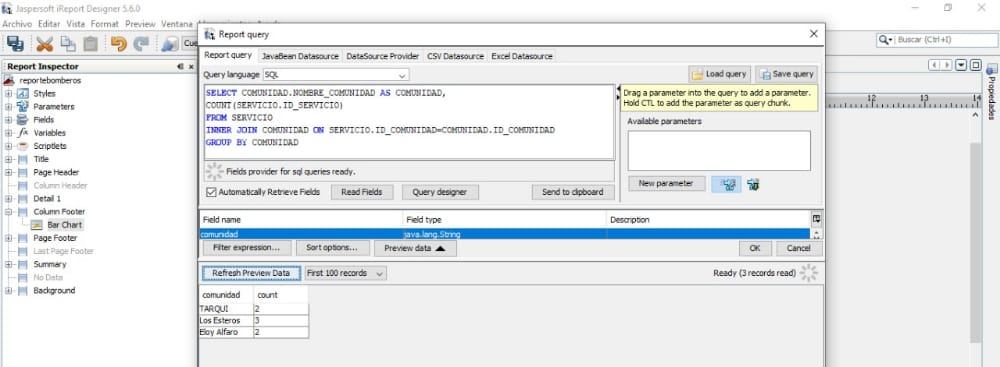 Jaspersoft iReport Designer 5.6.0
Archivo Editar Vista Format Preview Ventana
Cue
Buscar (Ctrl+I)
Report Inspector
reportebomberos
Styles
Parameters
Fields
fx Variables
Scriptlets
Title
Page Header
Column Header
Detail 1
Column Footer
Bar Chart
Page Footer
Last Page Footer
Summary
No Data
Background
Report query
Report query JavaBean Datasource DataSource Provider CSV Datasource Excel Datasource
Query language SQL
Load query Save query
SELECT COMUNIDAD.NOMBRE_COMUNIDAD AS COMUNIDAD,
COUNT(SERVICIO.ID_SERVICIO)
FROM SERVICIO
INNER JOIN COMUNIDAD ON SERVICIO.ID_COMUNIDAD=COMUNIDAD.ID_COMUNIDAD
GROUP BY COMUNIDAD
Drag a parameter into the query to add a parameter.
Hold CTL to add the parameter as query chunk.
Available parameters
Fields provider for sql queries ready.
New parameter
Automatically Retrieve Fields Read Fields Query designer Send to clipboard
Field name Field type Description
comunidad java.lang.String
Filter expression... Sort options... Preview data OK Cancel
Refresh Preview Data First 100 records Ready (3 records read)
comunidad count
TARQUI 2
Los Esteros 3
Eloy Alfaro 2
12 13 14
Propiedades